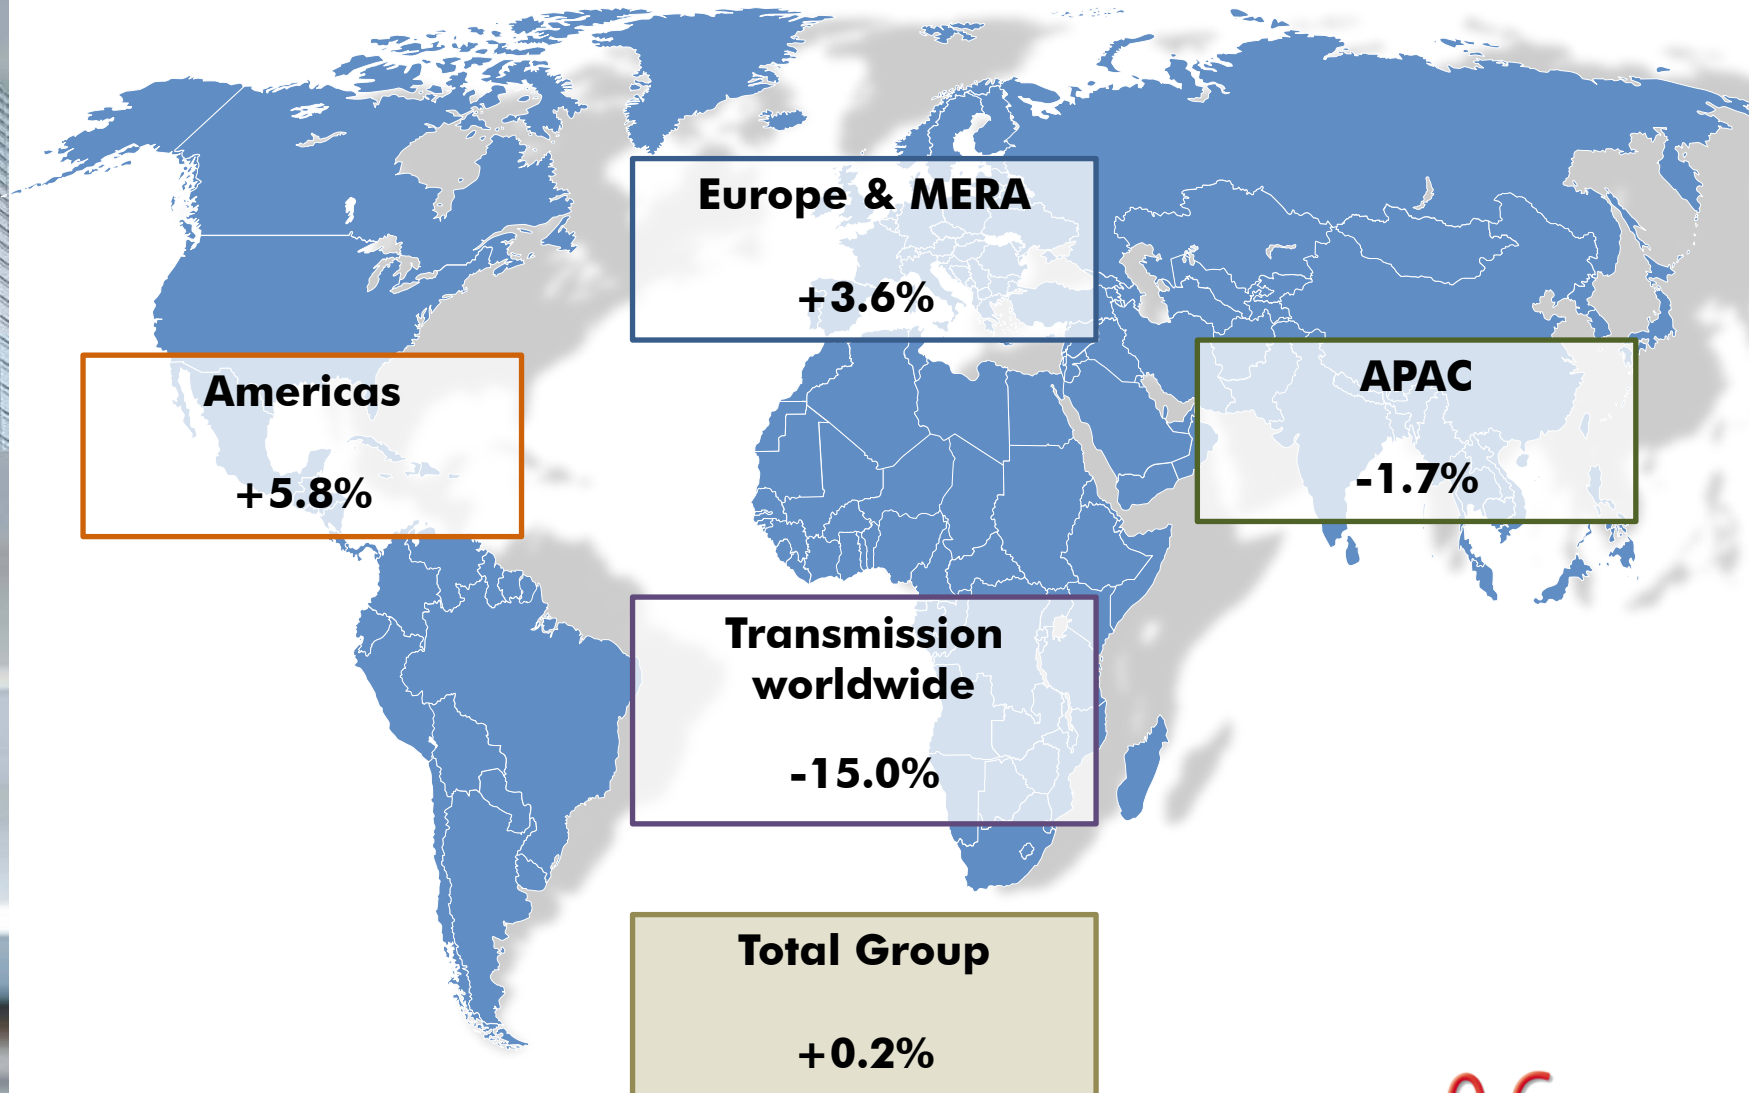 Europe & MERA
+3.6%
Americas
+5.8%
APAC
-1.7%
Transmission
worldwide
-15.0%
Total Group
+0.2%